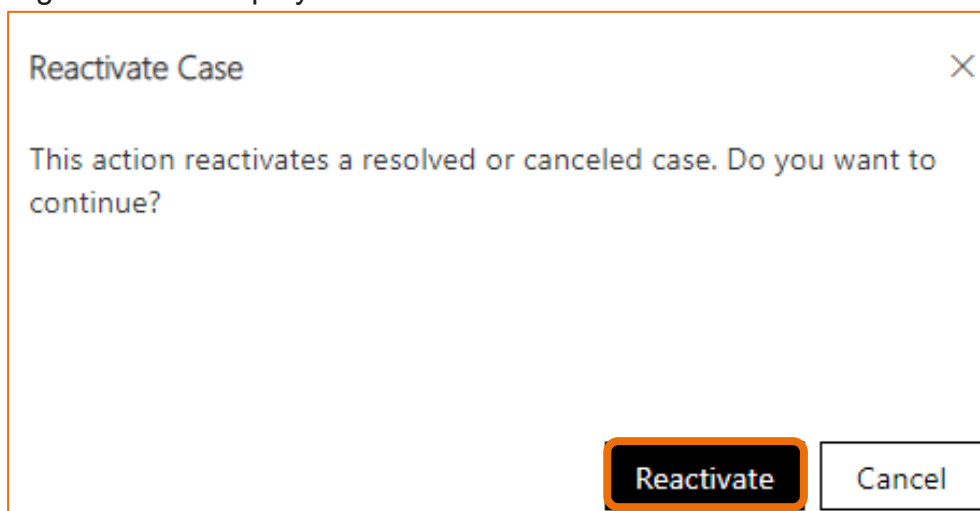 Reactivate Case
This action reactivates a resolved or canceled case. Do you want to
continue?
Reactivate Cancel